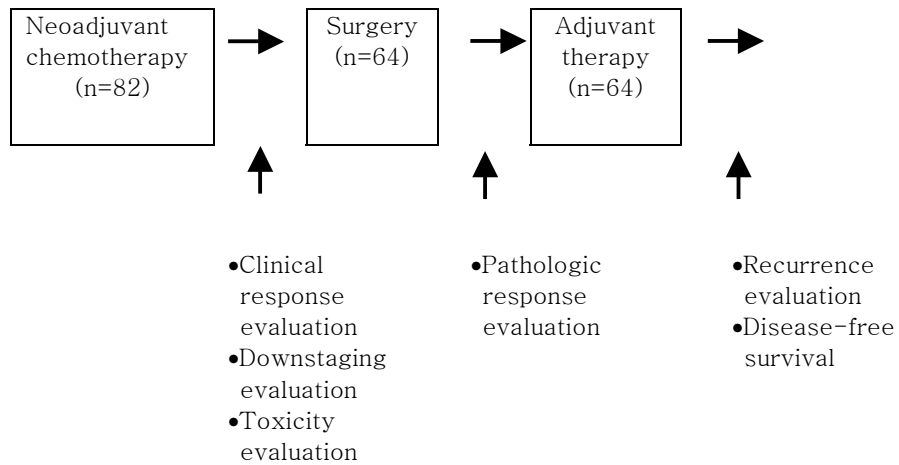 Neoadjuvant
chemotherapy
(n=82)
Surgery
(n=64)
Adjuvant
therapy
(n=64)
•Clinical
response
evaluation
•Downstaging
evaluation
•Toxicity
evaluation
•Pathologic
response
evaluation
•Recurrence
evaluation
•Disease-free
survival